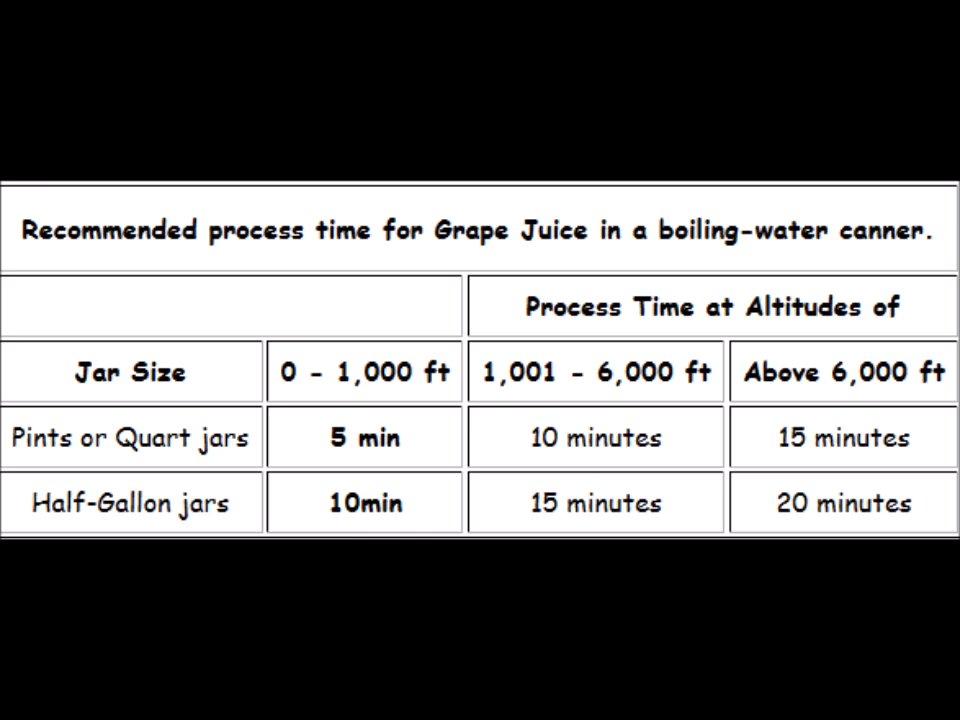 Recommended process time for Grape Juice in a boiling-water canner.
Process Time at Altitudes of
Jar Size 0 - 1,000 ft 1,001 - 6,000 ft Above 6,000 ft
Pints or Quart jars 5 min 10 minutes 15 minutes
Half-Gallon jars 10min 15 minutes 20 minutes